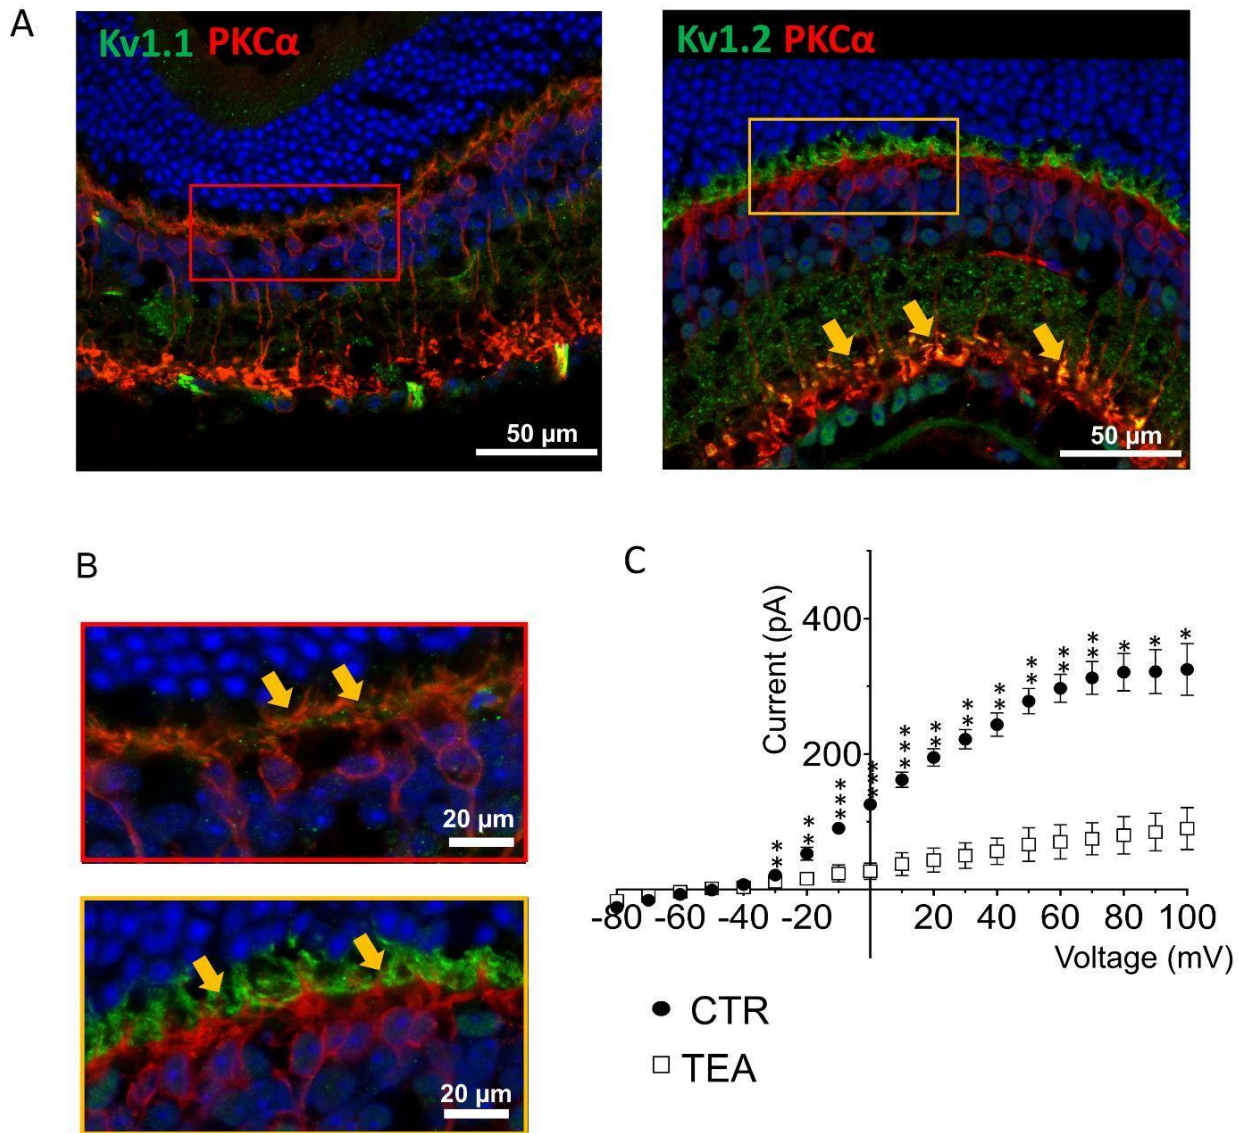 A
Kv1.1 PKCα
50 µm
Kv1.2 PKCα
50 µm
B
20 µm
20 µm
C
Current (pA)
400
200
** ** *** *** *** ** ** ** ** ** ** * * *
-80 -60 -40 -20 20 40 60 80 100
Voltage (mV)
CTR
TEA